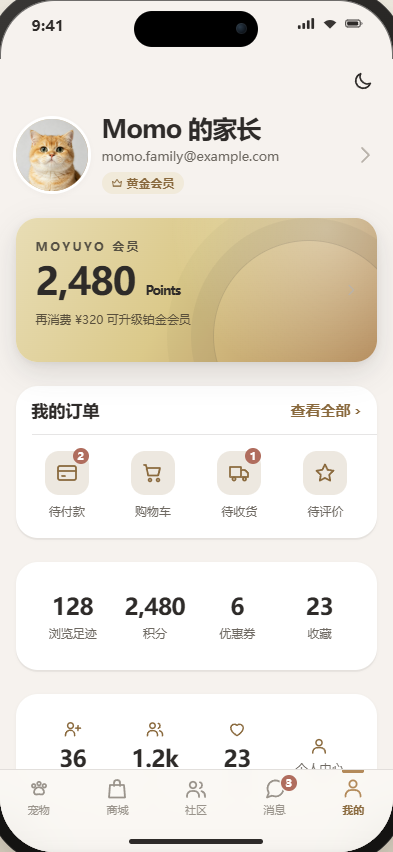 9:41
Momo 的家长
momo.family@example.com
黄金会员
MOYUYO 会员
2,480 Points
再消费 ¥320 可升级铂金会员
我的订单 查看全部 ›
2 1
待付款 购物车 待收货 待评价
128 2,480 6 23
浏览足迹 积分 优惠券 收藏
36 1.2k 23
个人中心
3
宠物 商城 社区 消息 我的